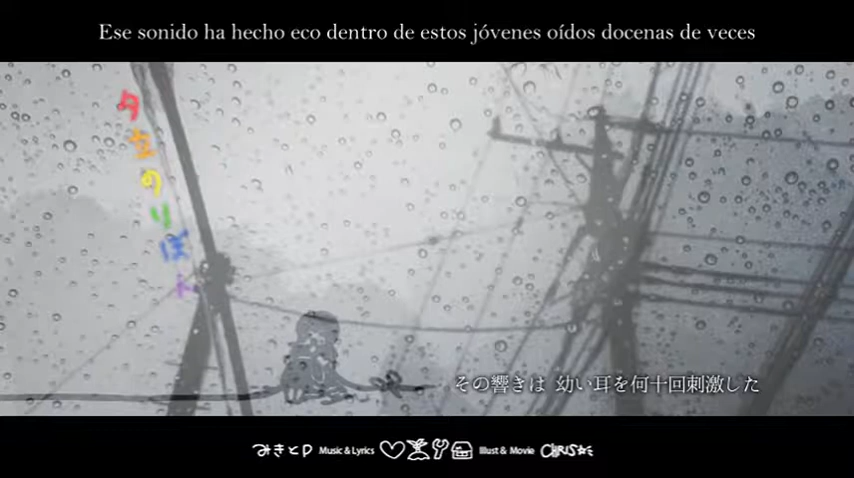 Ese sonido ha hecho eco dentro de estos jóvenes oídos docenas de veces
夕立のりぼん
その響きは 幼い耳を何十回刺激した
みきとP Music & Lyrics Illust & Movie CHRIS